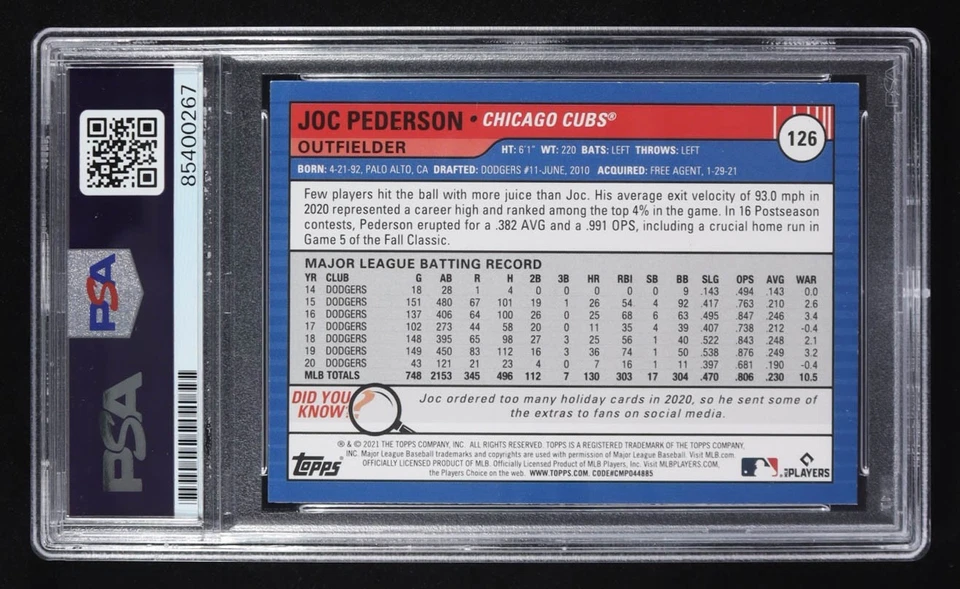 85400267
PSA
PSA
JOC PEDERSON • CHICAGO CUBS®
126
OUTFIELDER
HT: 6'1" WT: 220 BATS: LEFT THROWS: LEFT
BORN: 4-21-92, PALO ALTO, CA DRAFTED: DODGERS #11-JUNE, 2010 ACQUIRED: FREE AGENT, 1-29-21
Few players hit the ball with more juice than Joc. His average exit velocity of 93.0 mph in
2020 represented a career high and ranked among the top 4% in the game. In 16 Postseason
contests, Pederson erupted for a .382 AVG and a .991 OPS, including a crucial home run in
Game 5 of the Fall Classic.
MAJOR LEAGUE BATTING RECORD
YR CLUB G AB R H 2B 3B HR RBI SB BB SLG OPS AVG WAR
14 DODGERS 18 28 1 4 0 0 0 0 0 9 .143 .494 .143 0.0
15 DODGERS 151 480 67 101 19 1 26 54 4 92 .417 .763 .210 2.6
16 DODGERS 137 406 64 100 26 0 25 68 6 63 .495 .847 .246 3.4
17 DODGERS 102 273 44 58 20 0 11 35 4 39 .407 .738 .212 -0.4
18 DODGERS 148 395 65 98 27 3 25 56 1 40 .522 .843 .248 2.1
19 DODGERS 149 450 83 112 16 3 36 74 1 50 .538 .876 .249 3.2
20 DODGERS 43 121 21 23 4 0 7 16 1 11 .397 .681 .190 -0.4
MLB TOTALS 748 2153 345 496 112 7 130 303 17 304 .470 .806 .230 10.5
DID YOU
KNOW?
Joc ordered too many holiday cards in 2020, so he sent some of
the extras to fans on social media.
® & © 2021 THE TOPPS COMPANY, INC. ALL RIGHTS RESERVED. TOPPS IS A REGISTERED TRADEMARK OF THE TOPPS COMPANY,
INC. Major League Baseball trademarks and copyrights are used with permission of Major League Baseball. Visit MLB.com.
OFFICIALLY LICENSED PRODUCT OF MLB. Officially Licensed Product of MLB Players, Inc. Visit MLBPLAYERS.COM,
the Players Choice on the web. WWW.TOPPS.COM. CODE#CMP044885
TOPPS
PLAYERS